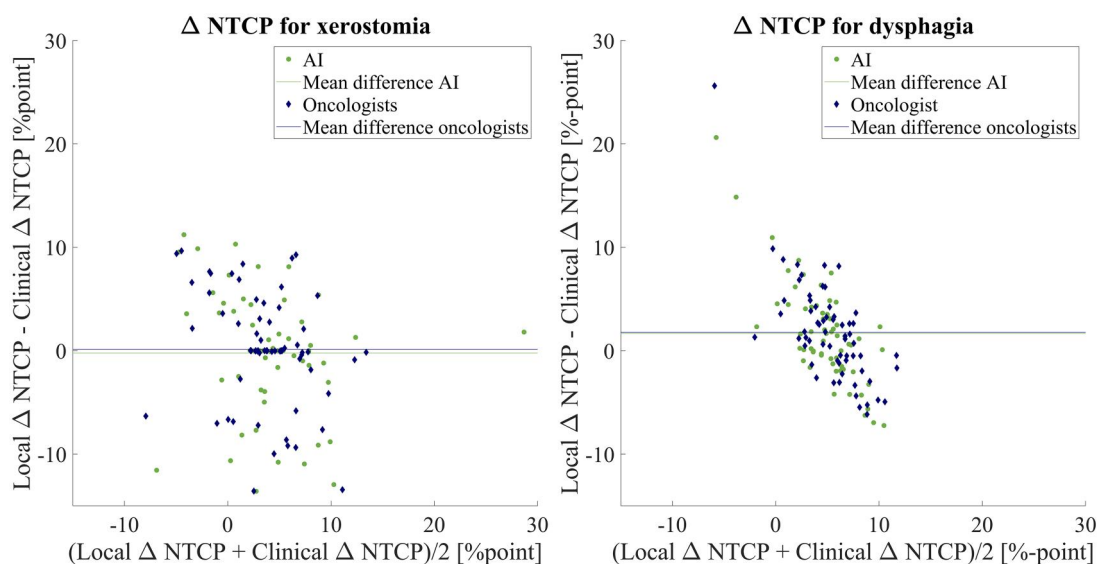 Δ NTCP for xerostomia
30
20
10
0
-10
-10
0
10
20
30
Local Δ NTCP - Clinical Δ NTCP [%point]
(Local Δ NTCP + Clinical Δ NTCP)/2 [%point]
AI
Mean difference AI
Oncologists
Mean difference oncologists
Δ NTCP for dysphagia
30
20
10
0
-10
-10
0
10
20
30
Local Δ NTCP - Clinical Δ NTCP [%-point]
(Local Δ NTCP + Clinical Δ NTCP)/2 [%-point]
AI
Mean difference AI
Oncologist
Mean difference oncologists